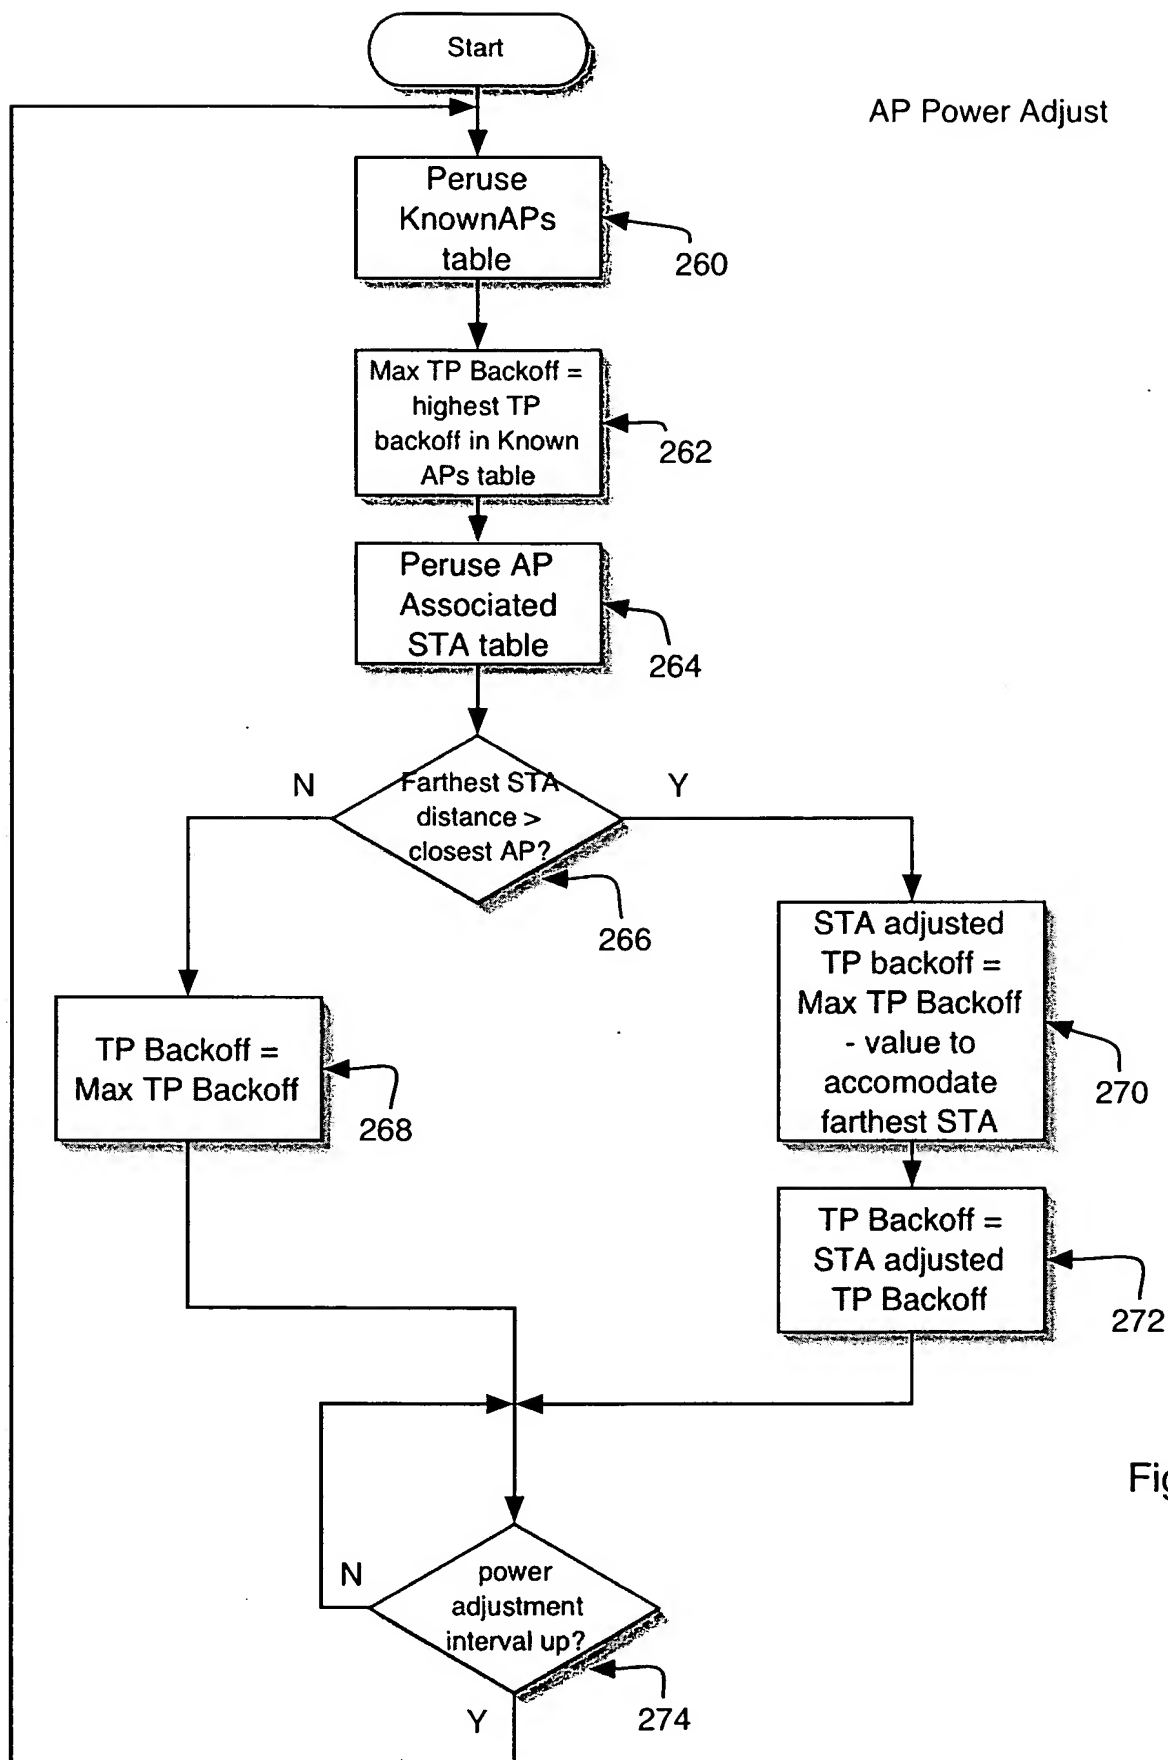 Start
AP Power Adjust
Peruse
KnownAPs
table
260
Max TP Backoff =
highest TP
backoff in Known
APs table
262
Peruse AP
Associated
STA table
264
N
Farthest STA
distance >
closest AP?
Y
266
STA adjusted
TP backoff =
Max TP Backoff
- value to
accomodate
farthest STA
270
TP Backoff =
Max TP Backoff
268
TP Backoff =
STA adjusted
TP Backoff
272
Fig
N
power
adjustment
interval up?
Y
274